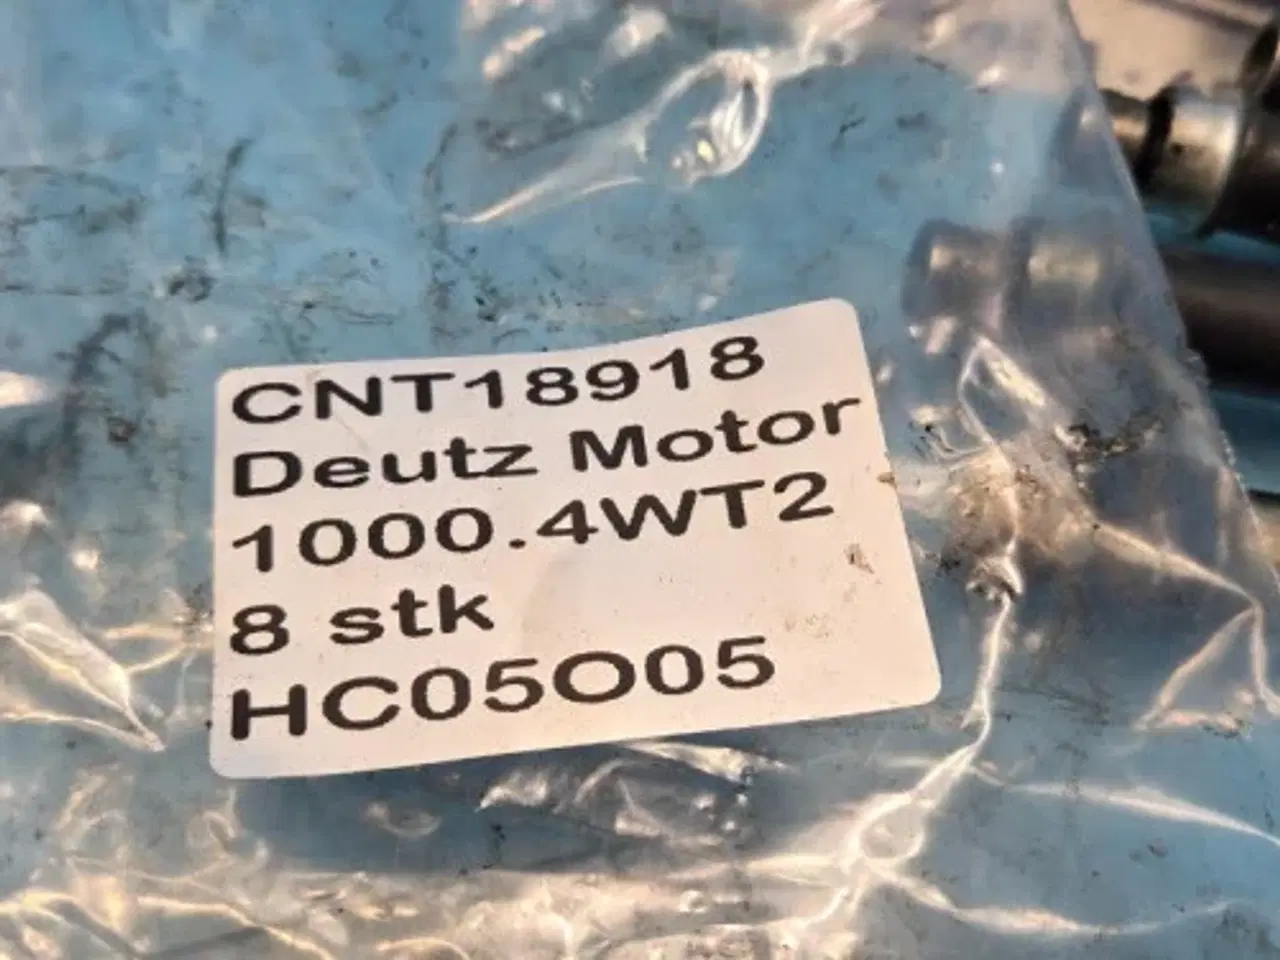 CNT18918
Deutz Motor
1000.4WT2
8 stk
HC05O05